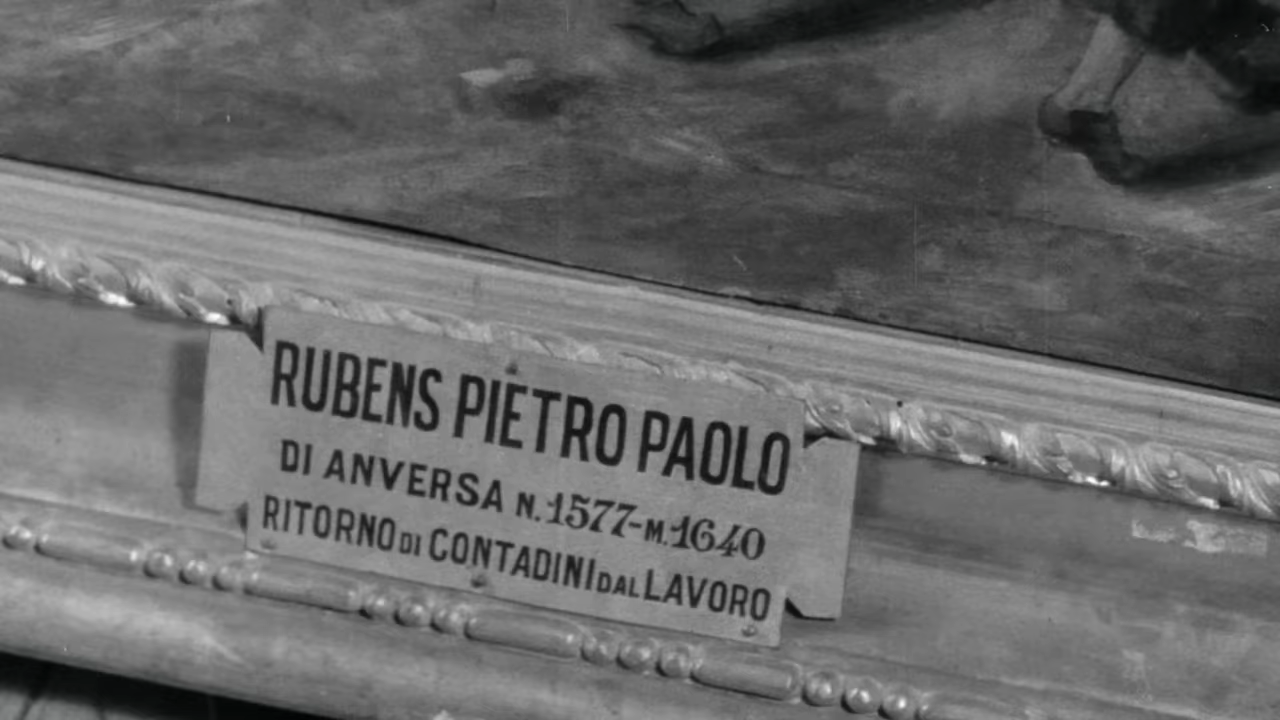 RUBENS PIETRO PAOLO
DI ANVERSA N. 1577-M. 1640
RITORNO DI CONTADINI DAL LAVORO